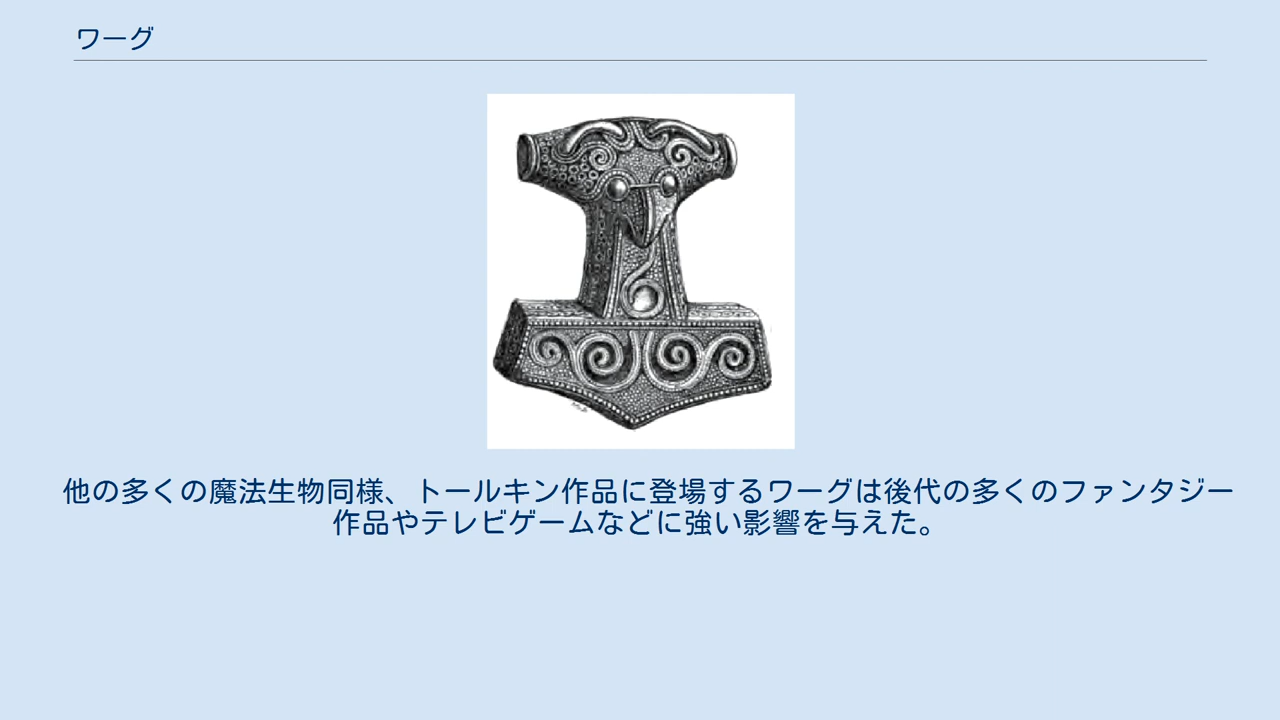 ワーグ
他の多くの魔法生物同様、トールキン作品に登場するワーグは後代の多くのファンタジー
作品やテレビゲームなどに強い影響を与えた。